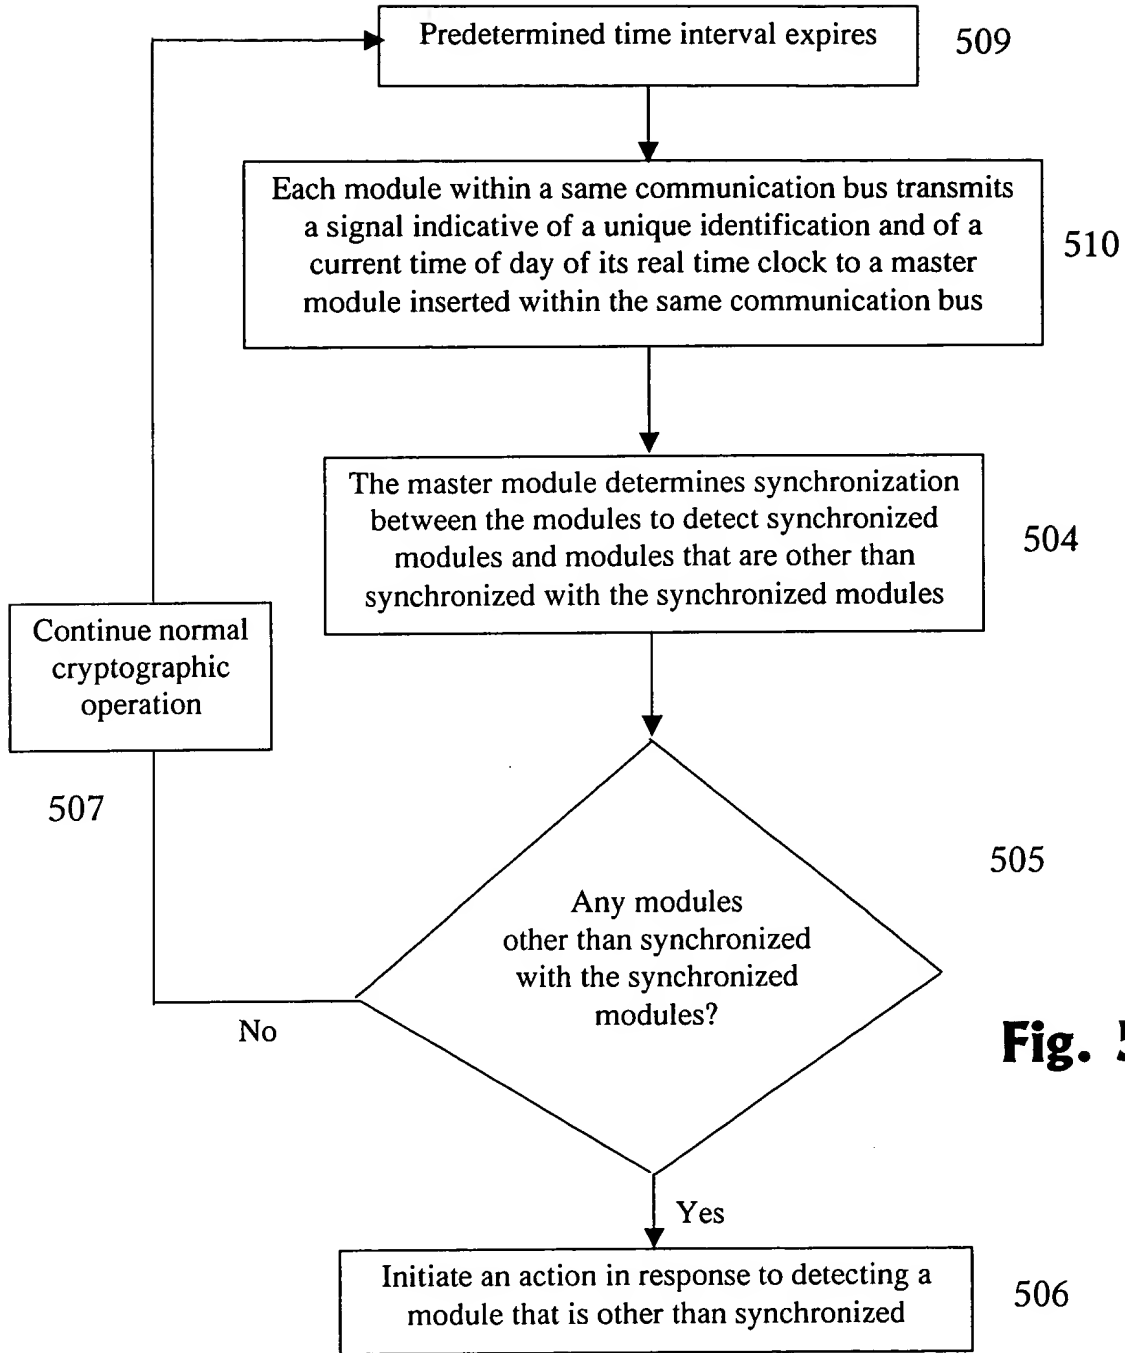 Predetermined time interval expires
509
Each module within a same communication bus transmits
a signal indicative of a unique identification and of a
current time of day of its real time clock to a master
module inserted within the same communication bus
510
The master module determines synchronization
between the modules to detect synchronized
modules and modules that are other than
synchronized with the synchronized modules
504
Continue normal
cryptographic
operation
507
505
Any modules
other than synchronized
with the synchronized
modules?
No
Fig.
Yes
Initiate an action in response to detecting a
module that is other than synchronized
506